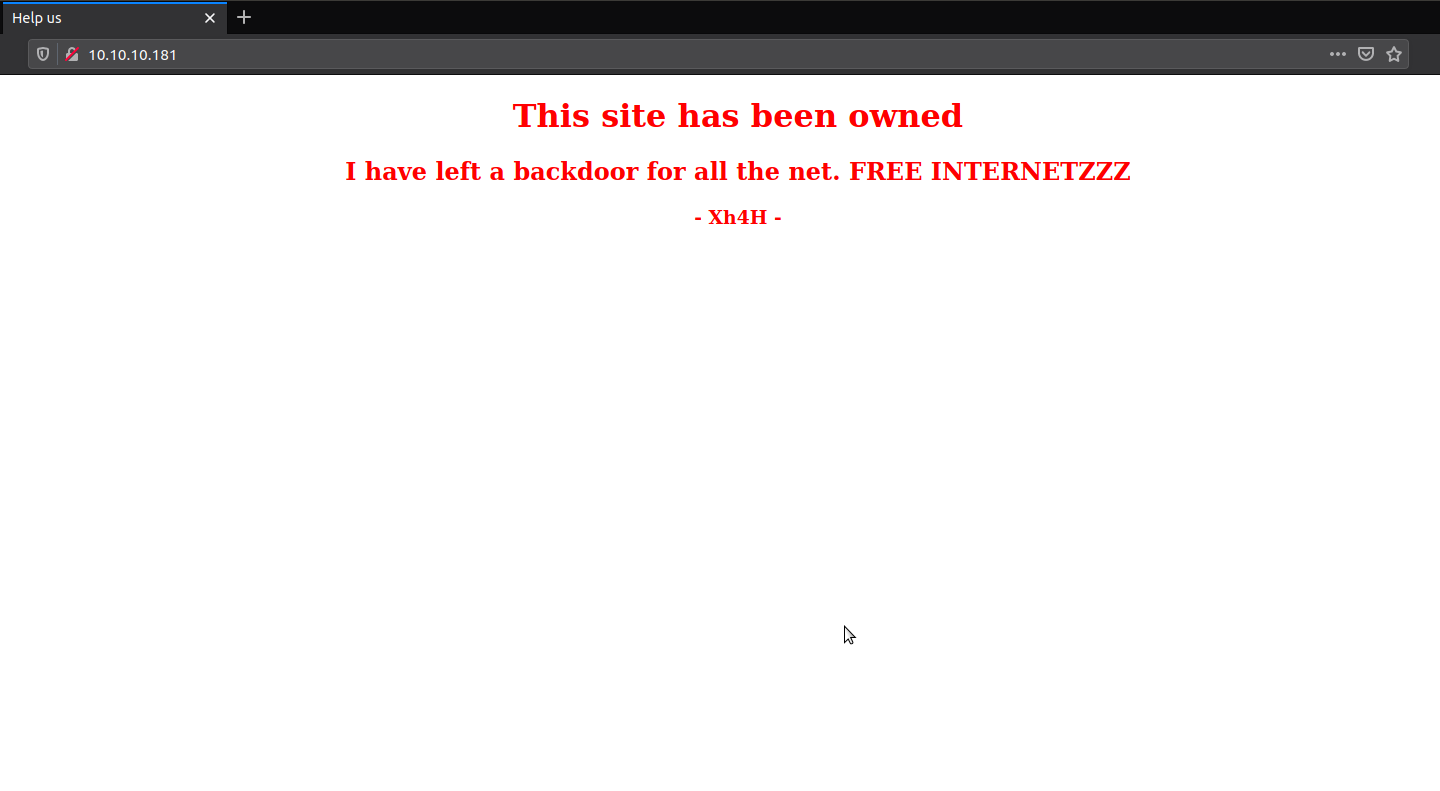 Help us
10.10.10.181
This site has been owned
I have left a backdoor for all the net. FREE INTERNETZZZ
- Xh4H -